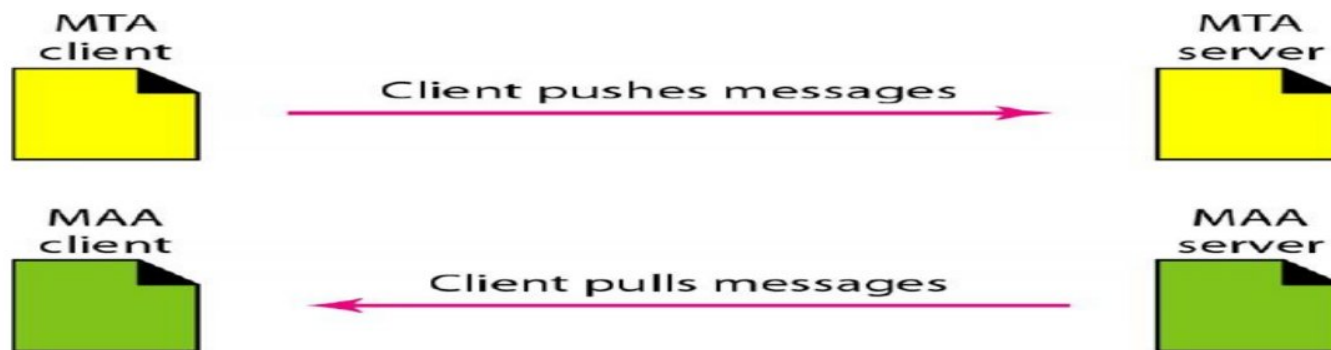 MTA
client
MTA
server
Client pushes messages
MAA
client
MAA
server
Client pulls messages